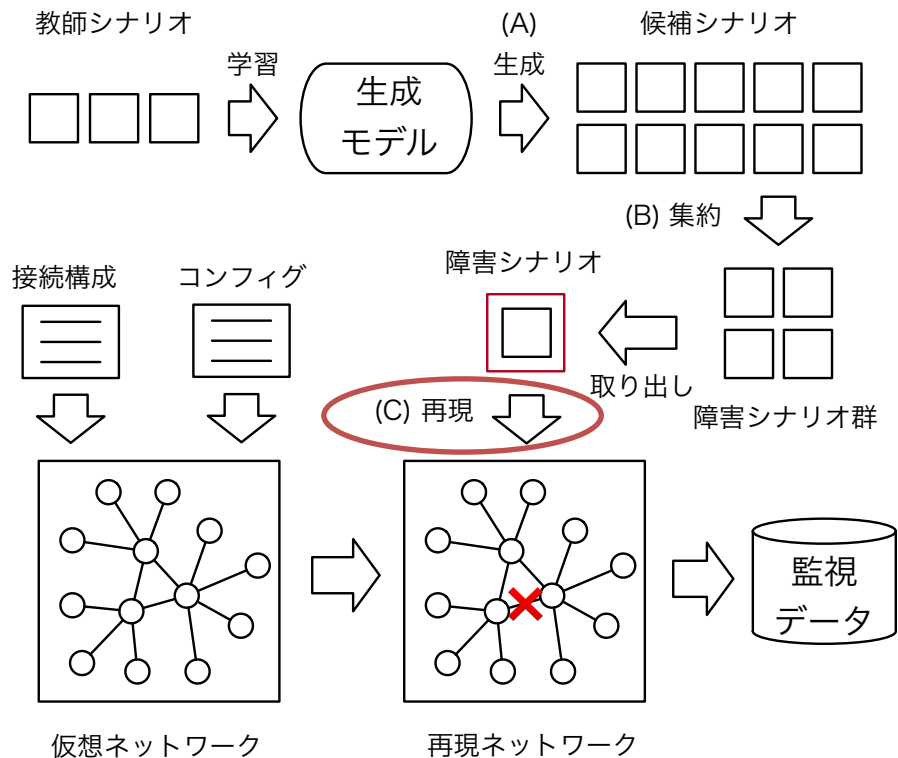 教師シナリオ
(A)
候補シナリオ
学習
生成
生成
モデル
(B) 集約
接続構成
コンフィグ
障害シナリオ
取り出し
障害シナリオ群
(C) 再現
監視
データ
仮想ネットワーク
再現ネットワーク